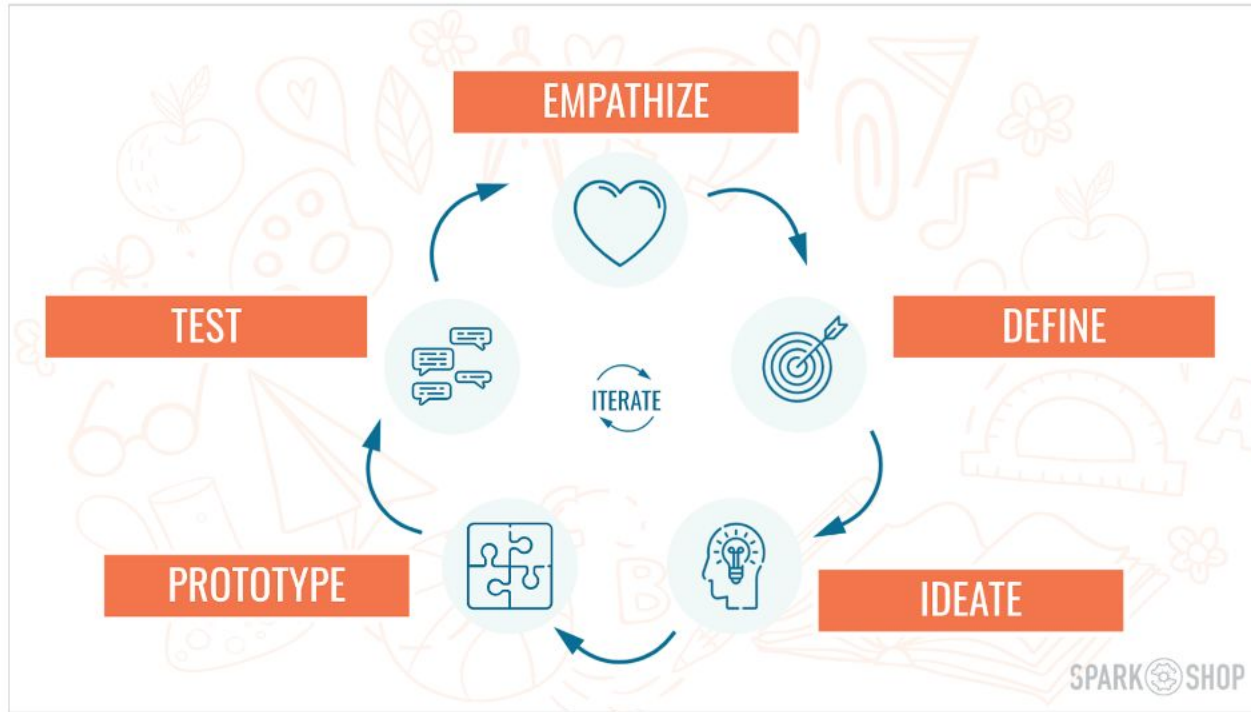 EMPATHIZE
TEST
DEFINE
ITERATE
PROTOTYPE
IDEATE
SPARK SHOP
A
B